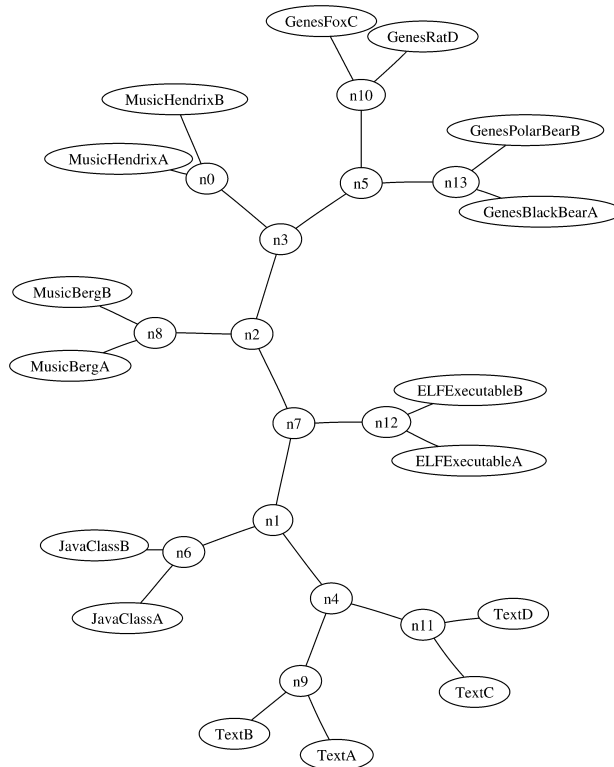 GenesFoxC
GenesRatD
n10
MusicHendrixB
GenesPolarBearB
MusicHendrixA
n0
n5
n13
GenesBlackBearA
n3
MusicBergB
n8
n2
MusicBergA
ELFExecutableB
n7
n12
ELFExecutableA
n1
JavaClassB
n6
n4
JavaClassA
TextD
n11
n9
TextC
TextB
TextA